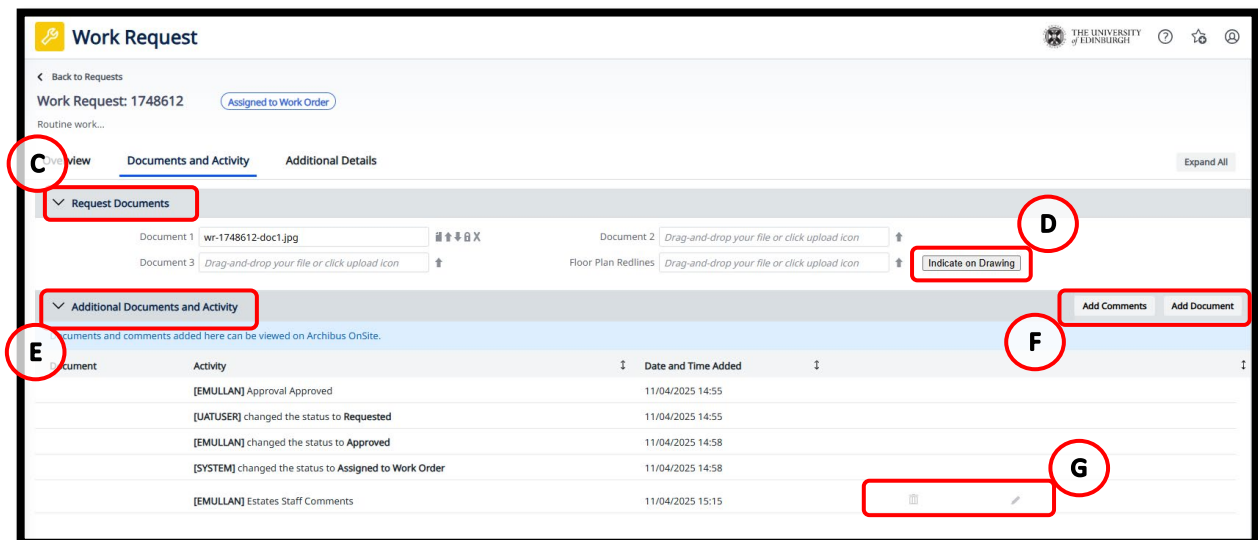 Work Request
THE UNIVERSITY
of EDINBURGH
Back to Requests
Work Request: 1748612 Assigned to Work Order
Routine work...
C Overview Documents and Activity Additional Details Expand All
Request Documents
D
Document 1 wr-1748612-doc1.jpg X Document 2 Drag-and-drop your file or click upload icon
Document 3 Drag-and-drop your file or click upload icon Floor Plan Redlines Drag-and-drop your file or click upload icon Indicate on Drawing
Additional Documents and Activity Add Comments Add Document
Documents and comments added here can be viewed on Archibus OnSite.
E F
Document Activity Date and Time Added
[EMULLAN] Approval Approved 11/04/2025 14:55
[UATUSER] changed the status to Requested 11/04/2025 14:55
[EMULLAN] changed the status to Approved 11/04/2025 14:58
[SYSTEM] changed the status to Assigned to Work Order 11/04/2025 14:58
G
[EMULLAN] Estates Staff Comments 11/04/2025 15:15